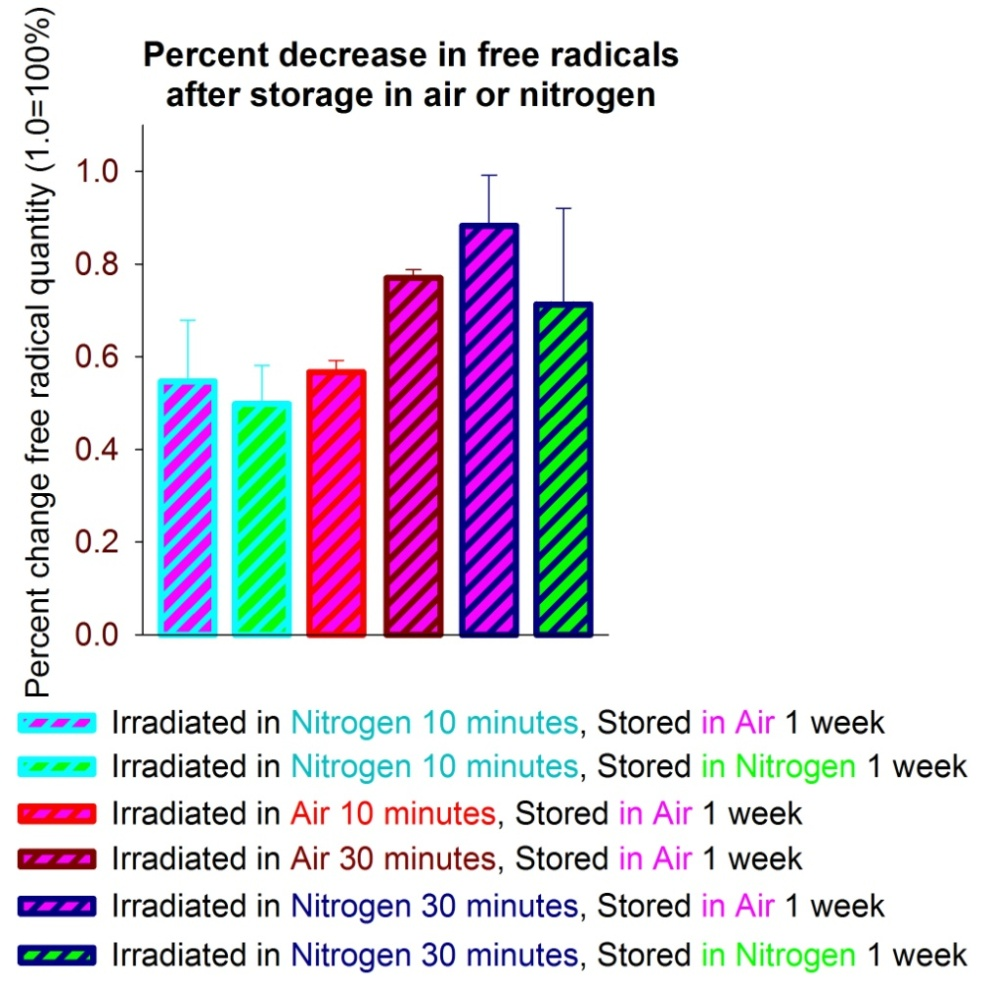 Percent decrease in free radicals
after storage in air or nitrogen
Percent change free radical quantity (1.0=100%)
1.0
0.8
0.6
0.4
0.2
0.0
Irradiated in Nitrogen 10 minutes, Stored in Air 1 week
Irradiated in Nitrogen 10 minutes, Stored in Nitrogen 1 week
Irradiated in Air 10 minutes, Stored in Air 1 week
Irradiated in Air 30 minutes, Stored in Air 1 week
Irradiated in Nitrogen 30 minutes, Stored in Air 1 week
Irradiated in Nitrogen 30 minutes, Stored in Nitrogen 1 week